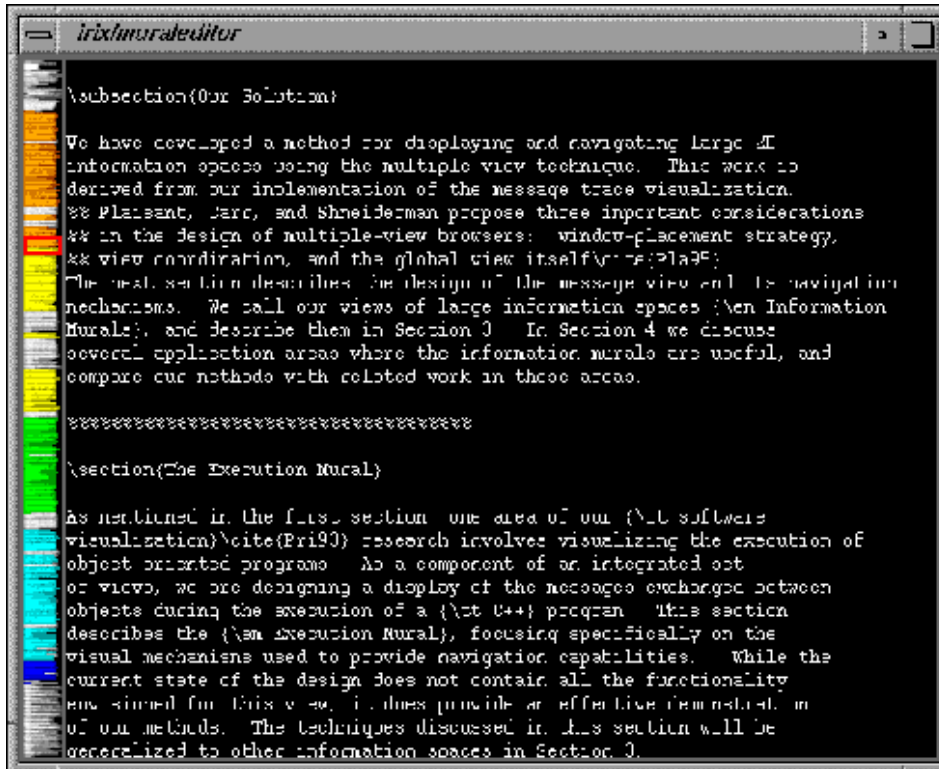 irix/muraleditor
\subsection{Our Solution}
We have developed a method for displaying and navigating large
information spaces using the multiple view technique. This work is
derived from our implementation of the message trace visualization.
%% Plaisant, Carr, and Shneiderman propose three important considerations
%% in the design of multiple-view browsers: window-placement strategy,
%% view coordination, and the global view itself\cite{Pla95}
The next section describes the design of the message view and its navigation
mechanisms. We call our views of large information spaces {\em Information
Murals}, and describe them in Section 3. In Section 4 we discuss
several application areas where the information murals are useful, and
compare our methods with related work in these areas.
%%%%%%%%%%%%%%%%%%%%%%%%%%%%%%%%%%%%%
\section{The Execution Mural}
As mentioned in the first section, one area of our {\it software
visualization}\cite{Pri93} research involves visualizing the execution of
object oriented programs. As a component of an integrated set
of views, we are designing a display of the messages exchanged between
objects during the execution of a {\tt C++} program. This section
describes the {\em Execution Mural}, focusing specifically on the
visual mechanisms used to provide navigation capabilities. While the
current state of the design does not contain all the functionality
envisioned for this view, it does provide an effective demonstration
of our methods. The techniques discussed in this section will be
generalized to other information spaces in Section 3.